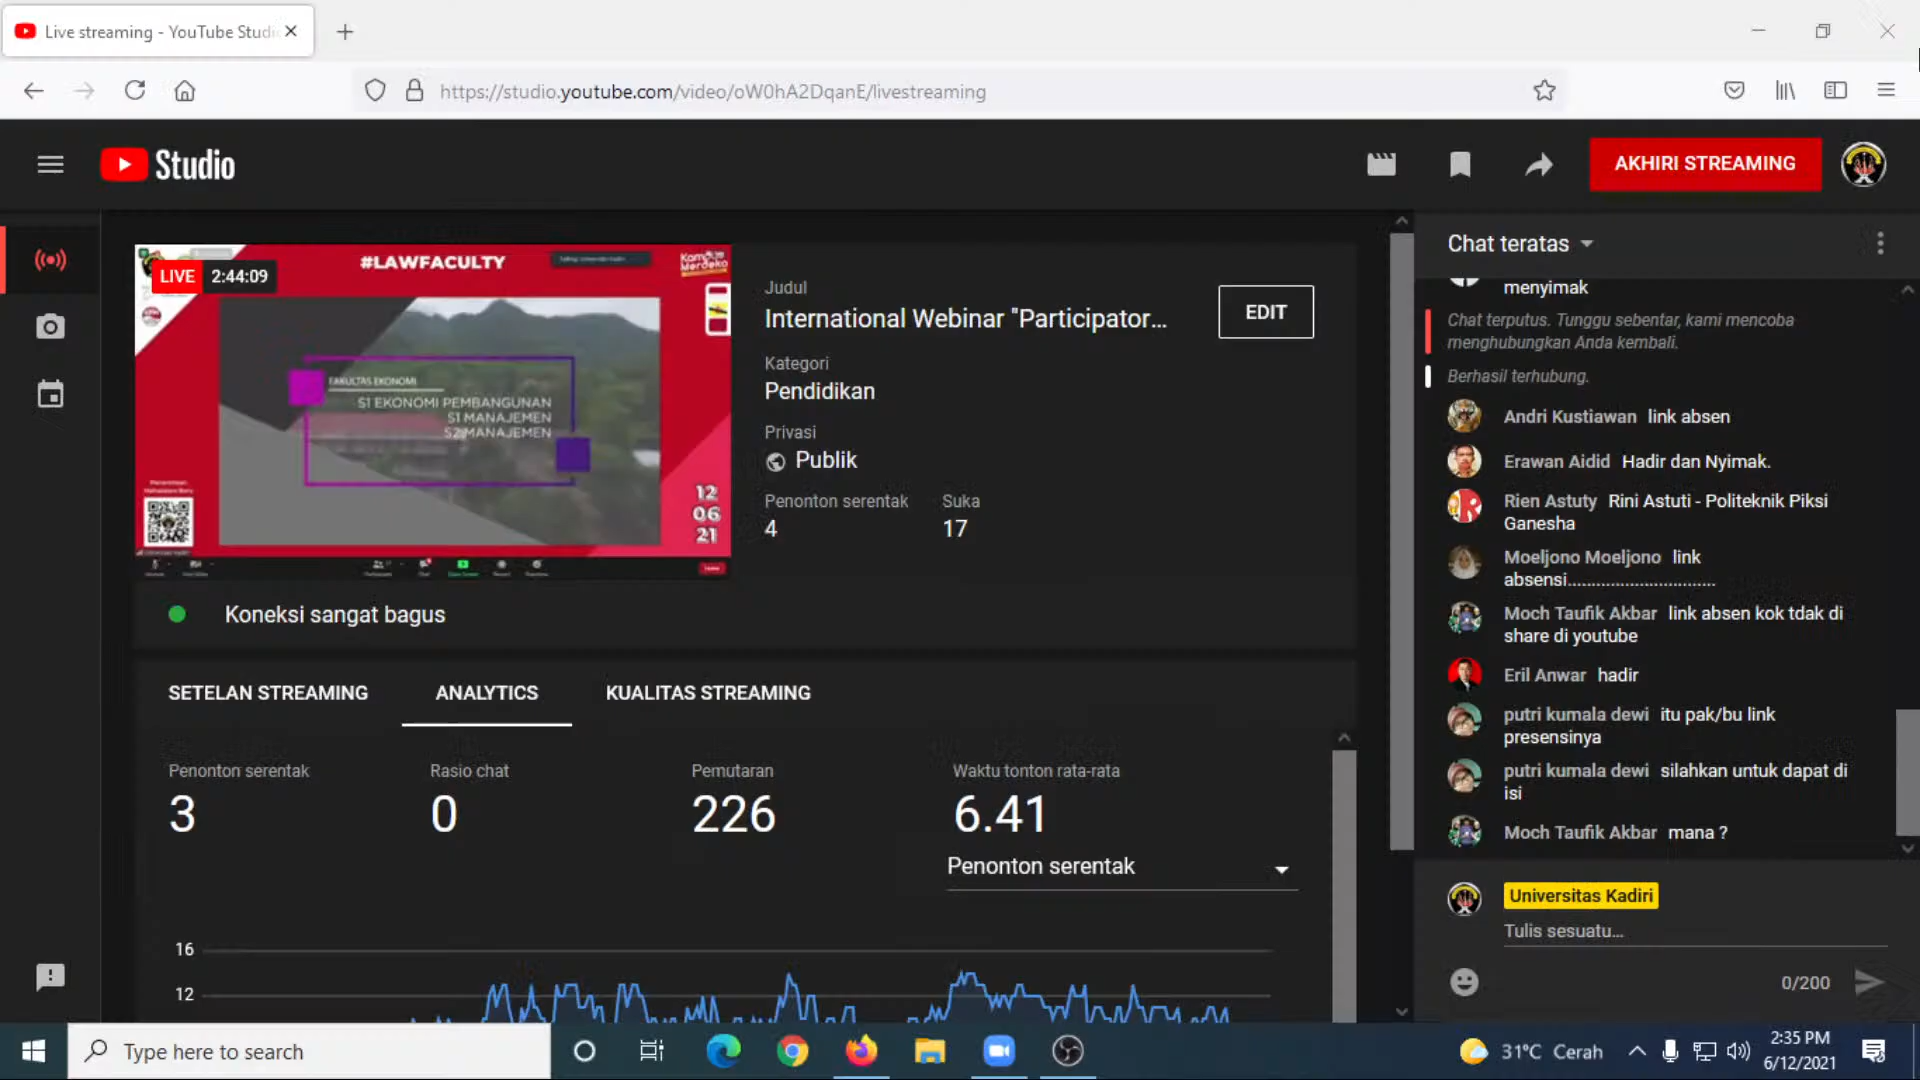 Live streaming - YouTube Studi
https://studio.youtube.com/video/oW0hA2DqanE/livestreaming
Studio
AKHIRI STREAMING
LIVE 2:44:09
#LAWFACULTY
Kampus
Merdeka
FAKULTAS EKONOMI
S1 EKONOMI PEMBANGUNAN
S1 MANAJEMEN
S2 MANAJEMEN
12
06
21
Judul
International Webinar "Participator...
EDIT
Kategori
Pendidikan
Privasi
Publik
Penonton serentak
Suka
4
17
Koneksi sangat bagus
SETELAN STREAMING
ANALYTICS
KUALITAS STREAMING
Penonton serentak
Rasio chat
Pemutaran
Waktu tonton rata-rata
3
0
226
6.41
Penonton serentak
16
12
Chat teratas
menyimak
Chat terputus. Tunggu sebentar, kami mencoba
menghubungkan Anda kembali.
Berhasil terhubung.
Andri Kustiawan link absen
Erawan Aidid Hadir dan Nyimak.
Rien Astuty Rini Astuti - Politeknik Piksi
Ganesha
Moeljono Moeljono link
absensi................................
Moch Taufik Akbar link absen kok tdak di
share di youtube
Eril Anwar hadir
putri kumala dewi itu pak/bu link
presensinya
putri kumala dewi silahkan untuk dapat di
isi
Moch Taufik Akbar mana ?
Universitas Kadiri
Tulis sesuatu...
0/200
Type here to search
31°C Cerah
2:35 PM
6/12/2021